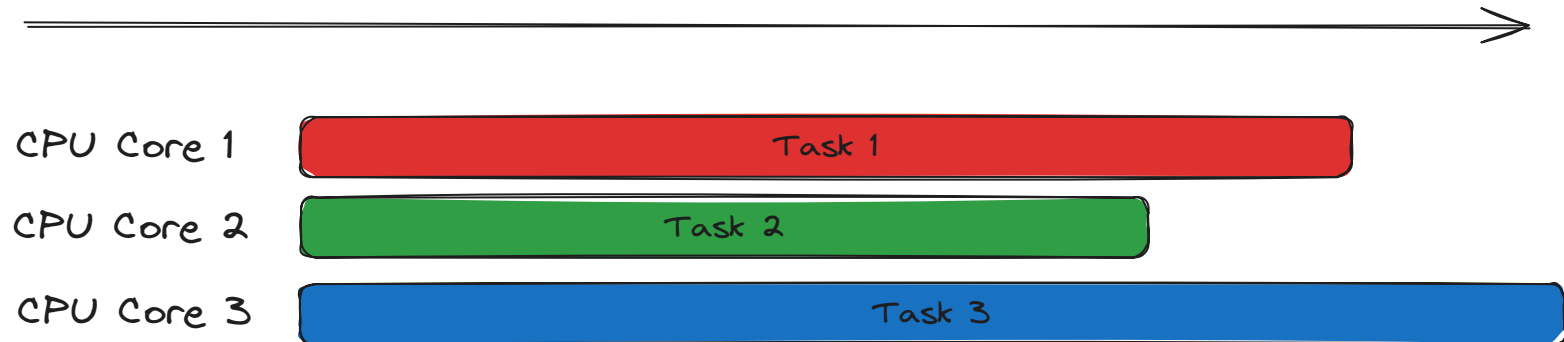 CPU Core 1
Task 1
CPU Core 2
Task 2
CPU Core 3
Task 3